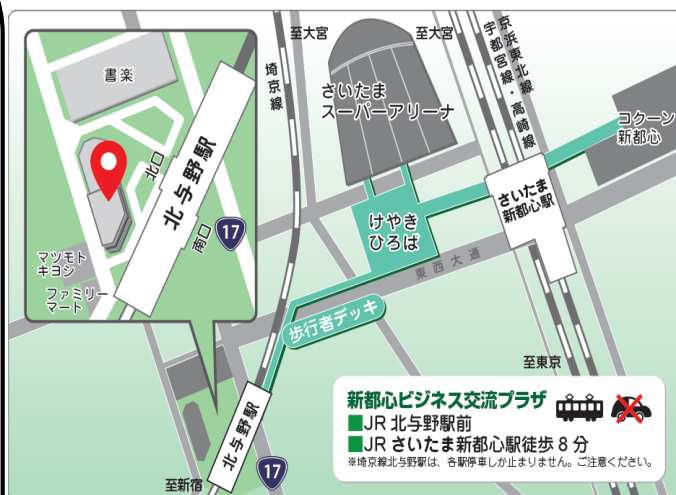 至大宮
至大宮
京浜東北線
宇都宮線・高崎線
埼京線
書楽
さいたま
スーパーアリーナ
コクーン
新都心
北口
北与野駅
南口
17
けやき
ひろば
さいたま
新都心駅
マツモト
キヨシ
ファミリー
マート
東西大通
歩行者デッキ
至東京
北与野駅
17
至新宿
新都心ビジネス交流プラザ
■JR 北与野駅前
■JR さいたま新都心駅徒歩 8 分
※埼京線北与野駅は、各駅停車しか止まりません。ご注意ください。